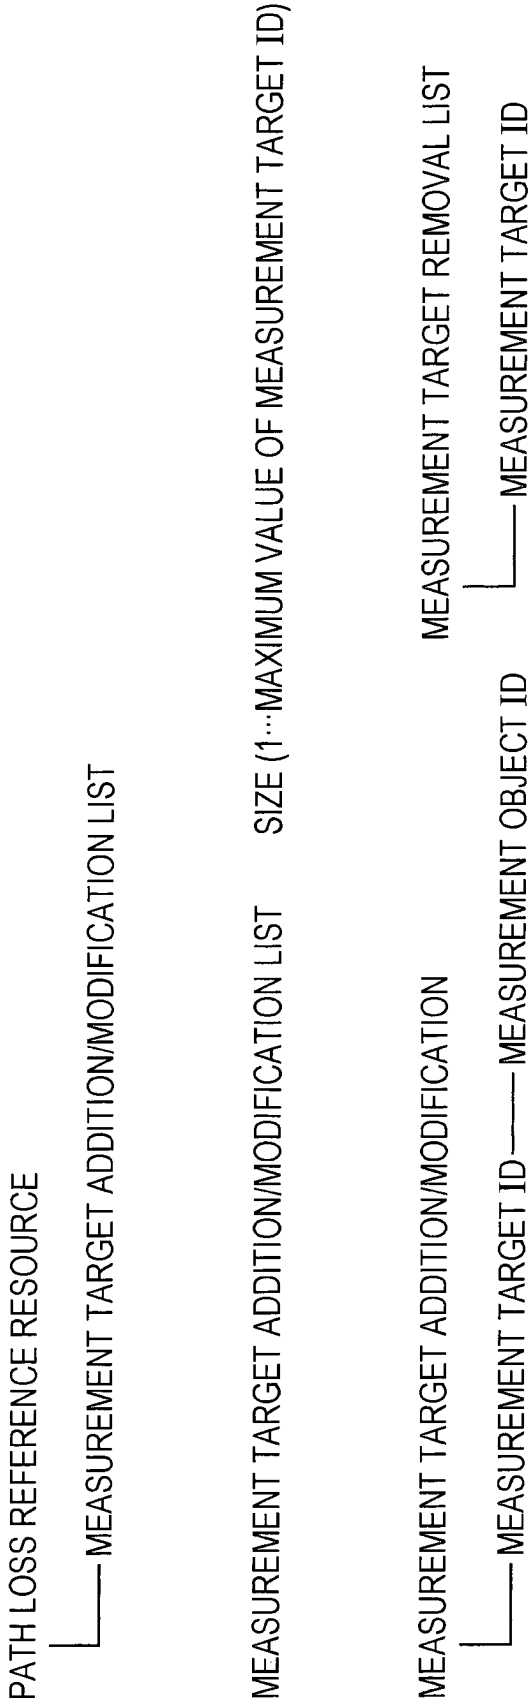 PATH LOSS REFERENCE RESOURCE
MEASUREMENT TARGET ADDITION/MODIFICATION LIST
MEASUREMENT TARGET ADDITION/MODIFICATION LIST SIZE (1···MAXIMUM VALUE OF MEASUREMENT TARGET ID)
MEASUREMENT TARGET ADDITION/MODIFICATION MEASUREMENT TARGET REMOVAL LIST
MEASUREMENT TARGET ID MEASUREMENT OBJECT ID MEASUREMENT TARGET ID